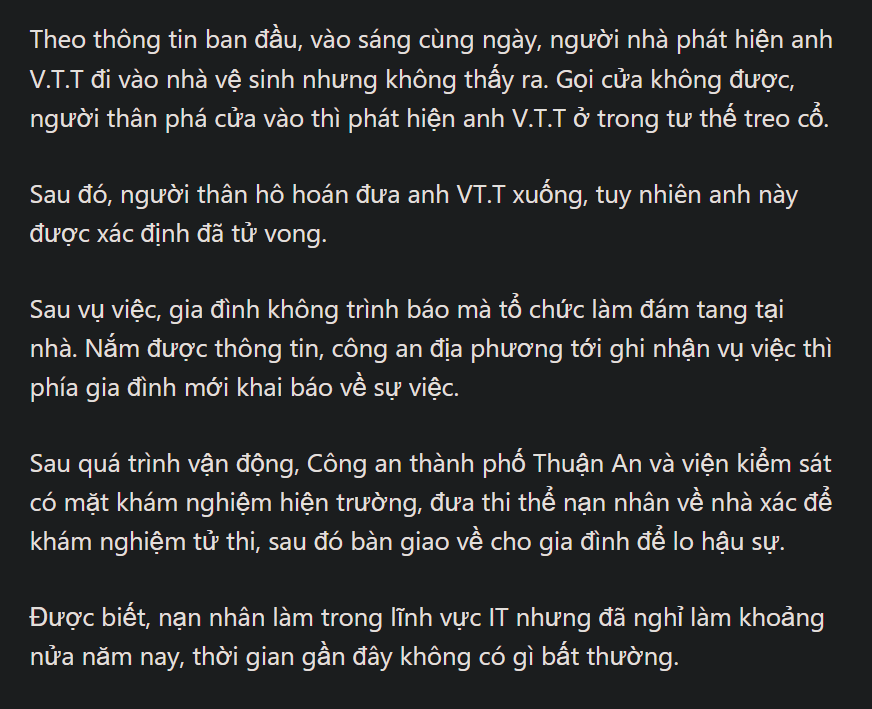 Theo thông tin ban đầu, vào sáng cùng ngày, người nhà phát hiện anh
V.T.T đi vào nhà vệ sinh nhưng không thấy ra. Gọi cửa không được,
người thân phá cửa vào thì phát hiện anh V.T.T ở trong tư thế treo cổ.
Sau đó, người thân hô hoán đưa anh VT.T xuống, tuy nhiên anh này
được xác định đã tử vong.
Sau vụ việc, gia đình không trình báo mà tổ chức làm đám tang tại
nhà. Nắm được thông tin, công an địa phương tới ghi nhận vụ việc thì
phía gia đình mới khai báo về sự việc.
Sau quá trình vận động, Công an thành phố Thuận An và viện kiểm sát
có mặt khám nghiệm hiện trường, đưa thi thể nạn nhân về nhà xác để
khám nghiệm tử thi, sau đó bàn giao về cho gia đình để lo hậu sự.
Được biết, nạn nhân làm trong lĩnh vực IT nhưng đã nghỉ làm khoảng
nửa năm nay, thời gian gần đây không có gì bất thường.